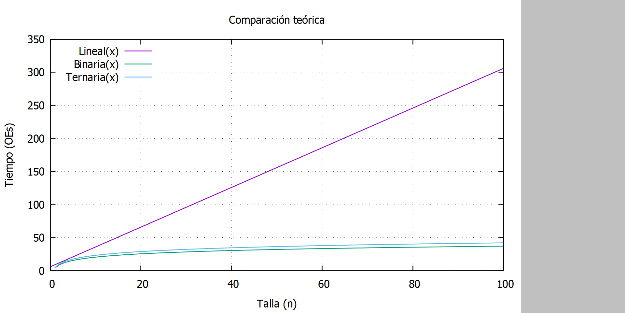 Comparación teórica
350
300
250
200
150
100
50
0
Lineal(x)
Binaria(x)
Ternaria(x)
Tiempo (OEs)
0 20 40 60 80 100
Talla (n)